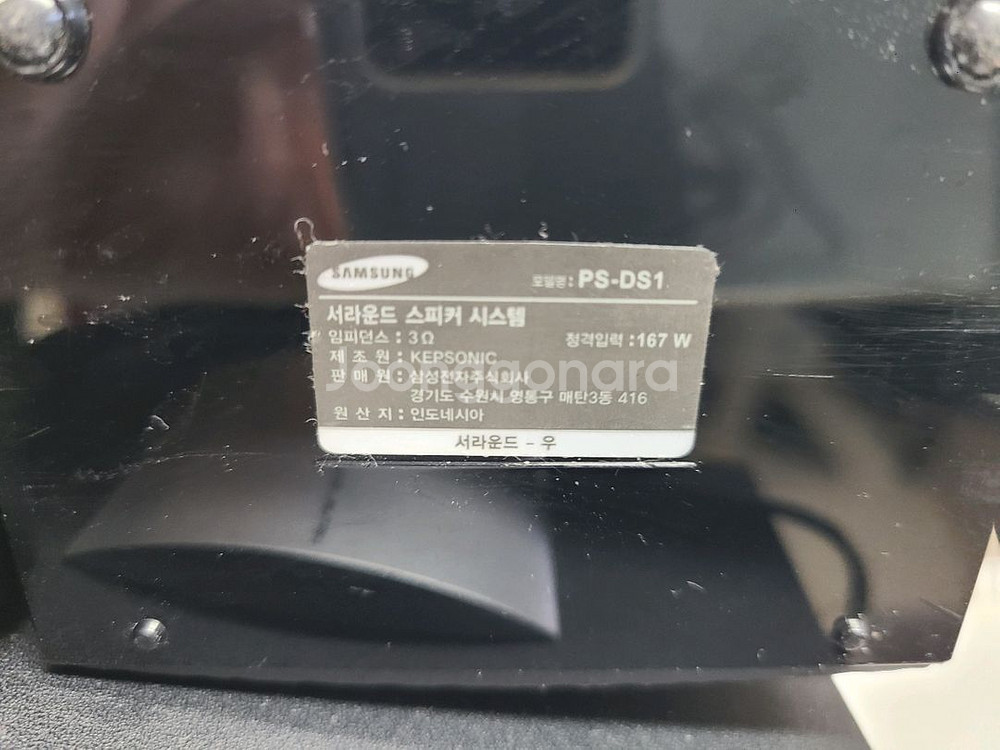 SAMSUNG
모델명 : PS-DS1
서라운드 스피커 시스템
임피던스 : 3Ω 정격입력 : 167 W
제 조 원 : KEPSONIC
판 매 원 : 삼성전자주식회사
경기도 수원시 영통구 매탄3동 416
원 산 지 : 인도네시아
서라운드 - 우
Joonggonara